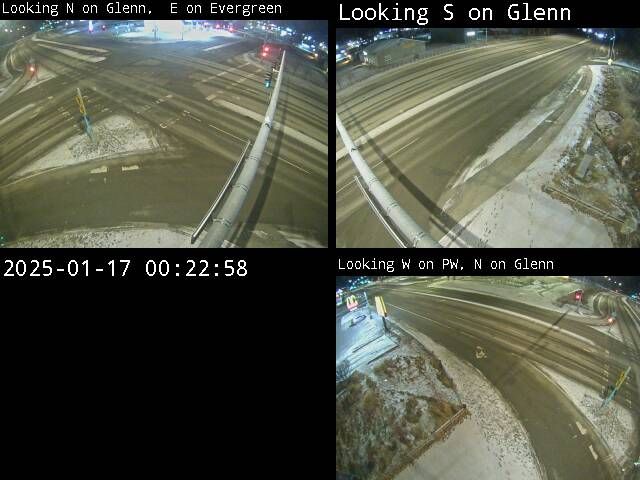 Looking N on Glenn,  E on Evergreen
Looking S on Glenn
2025-01-17 00:22:58
Looking W on PW, N on Glenn